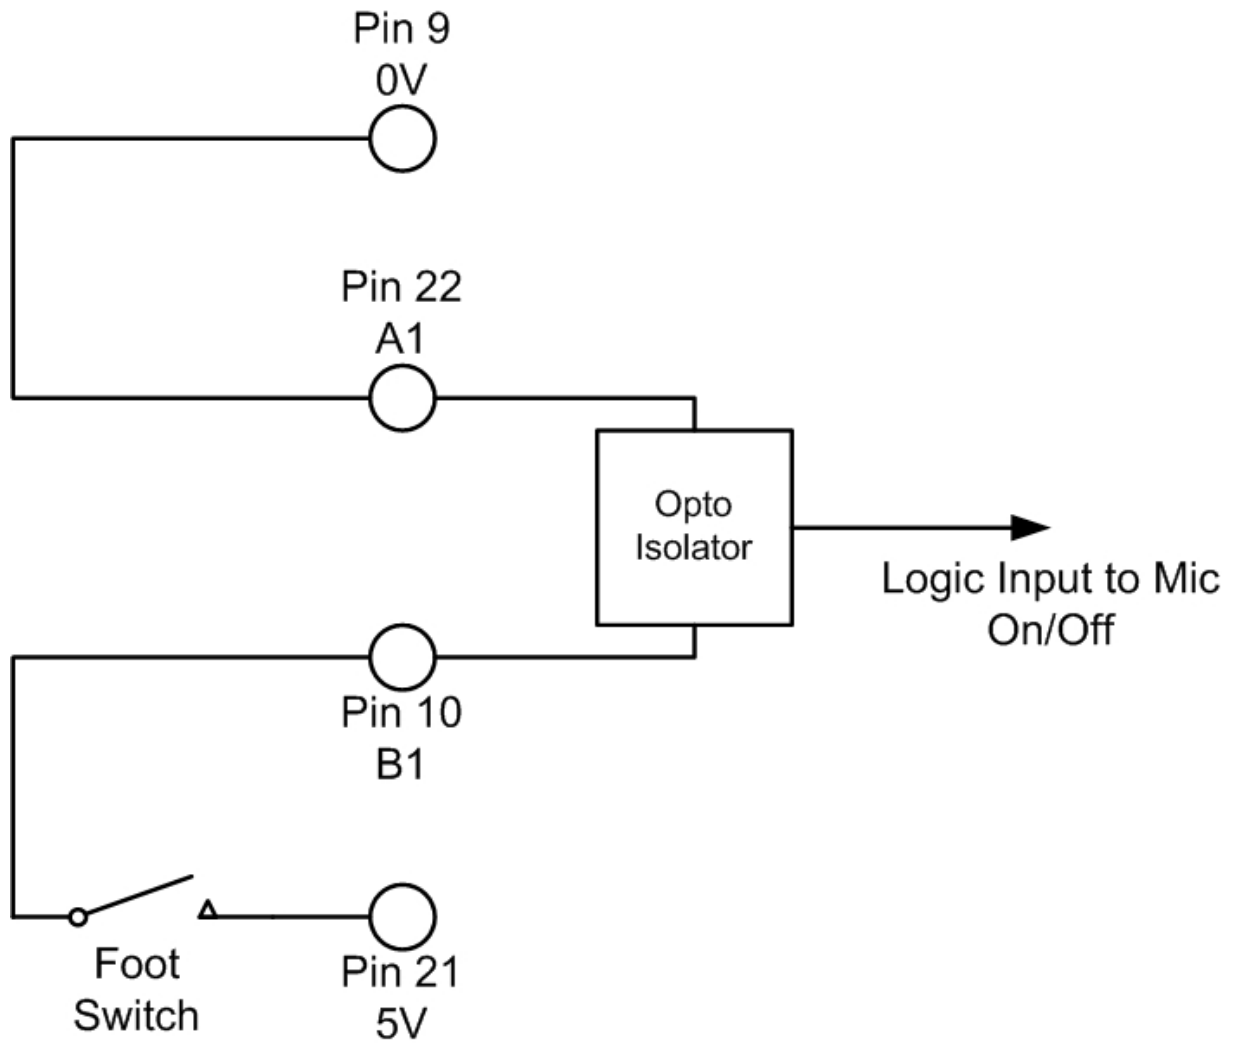 Pin 9
0V
Pin 22
A1
Opto
Isolator
Logic Input to Mic
On/Off
Pin 10
B1
Foot
Switch
Pin 21
5V